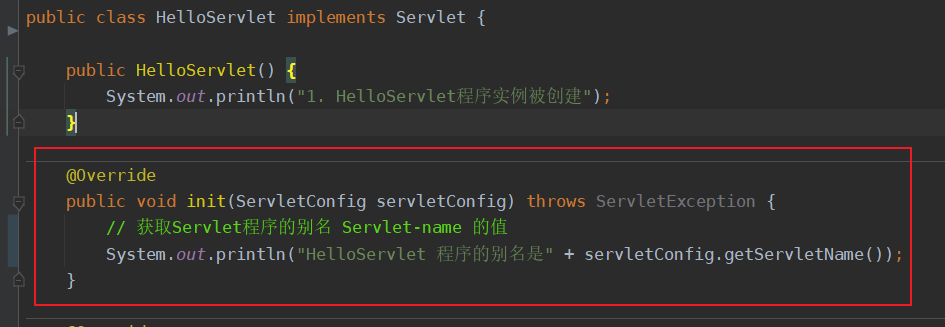 public class HelloServlet implements Servlet {
public HelloServlet() {
System.out.println("1. HelloServlet程序实例被创建");
}
@Override
public void init(ServletConfig servletConfig) throws ServletException {
// 获取Servlet程序的别名 Servlet-name 的值
System.out.println("HelloServlet 程序的别名是" + servletConfig.getServletName());
}